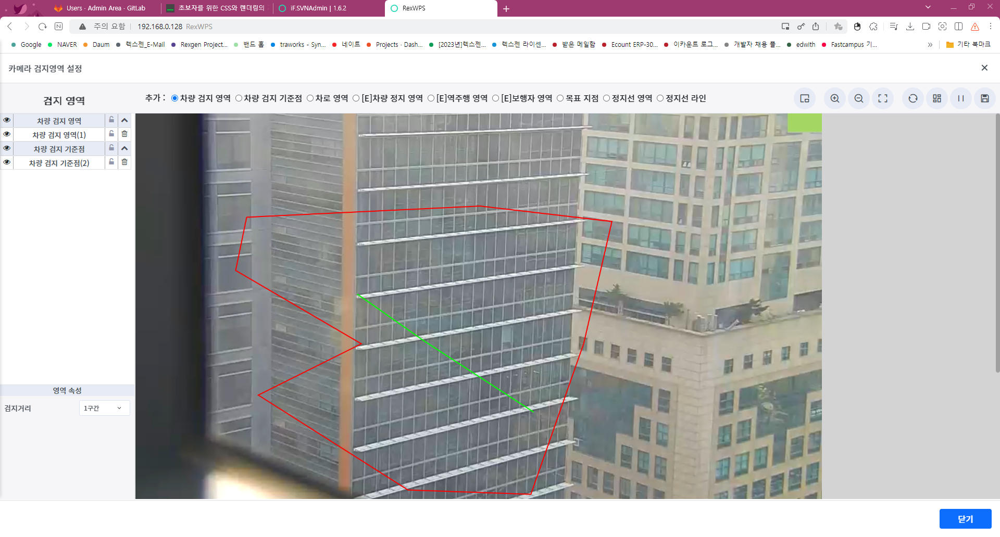 Users · Admin Area · GitLab
초보자를 위한 CSS와 렌더링의
iF.SVNAdmin | 1.6.2
RexWPS
주의 요함
192.168.0.128 RexWPS
Google
NAVER
Daum
렉스젠_E-Mail
Rexgen Project...
밴드 홈
traworks - Syn...
네이트
Projects · Dash...
[2023년]렉스젠...
렉스젠 라이센...
받은 메일함
Ecount ERP-30...
이카운트 로그...
개발자 채용 플...
edwith
Fastcampus 기...
»
기타 북마크
카메라 검지영역 설정
검지 영역
추가 :
차량 검지 영역
차량 검지 기준점
차로 영역
[E]차량 정지 영역
[E]역주행 영역
[E]보행자 영역
목표 지점
정지선 영역
정지선 라인
차량 검지 영역
차량 검지 영역(1)
차량 검지 기준점
차량 검지 기준점(2)
영역 속성
검지거리
1구간
닫기